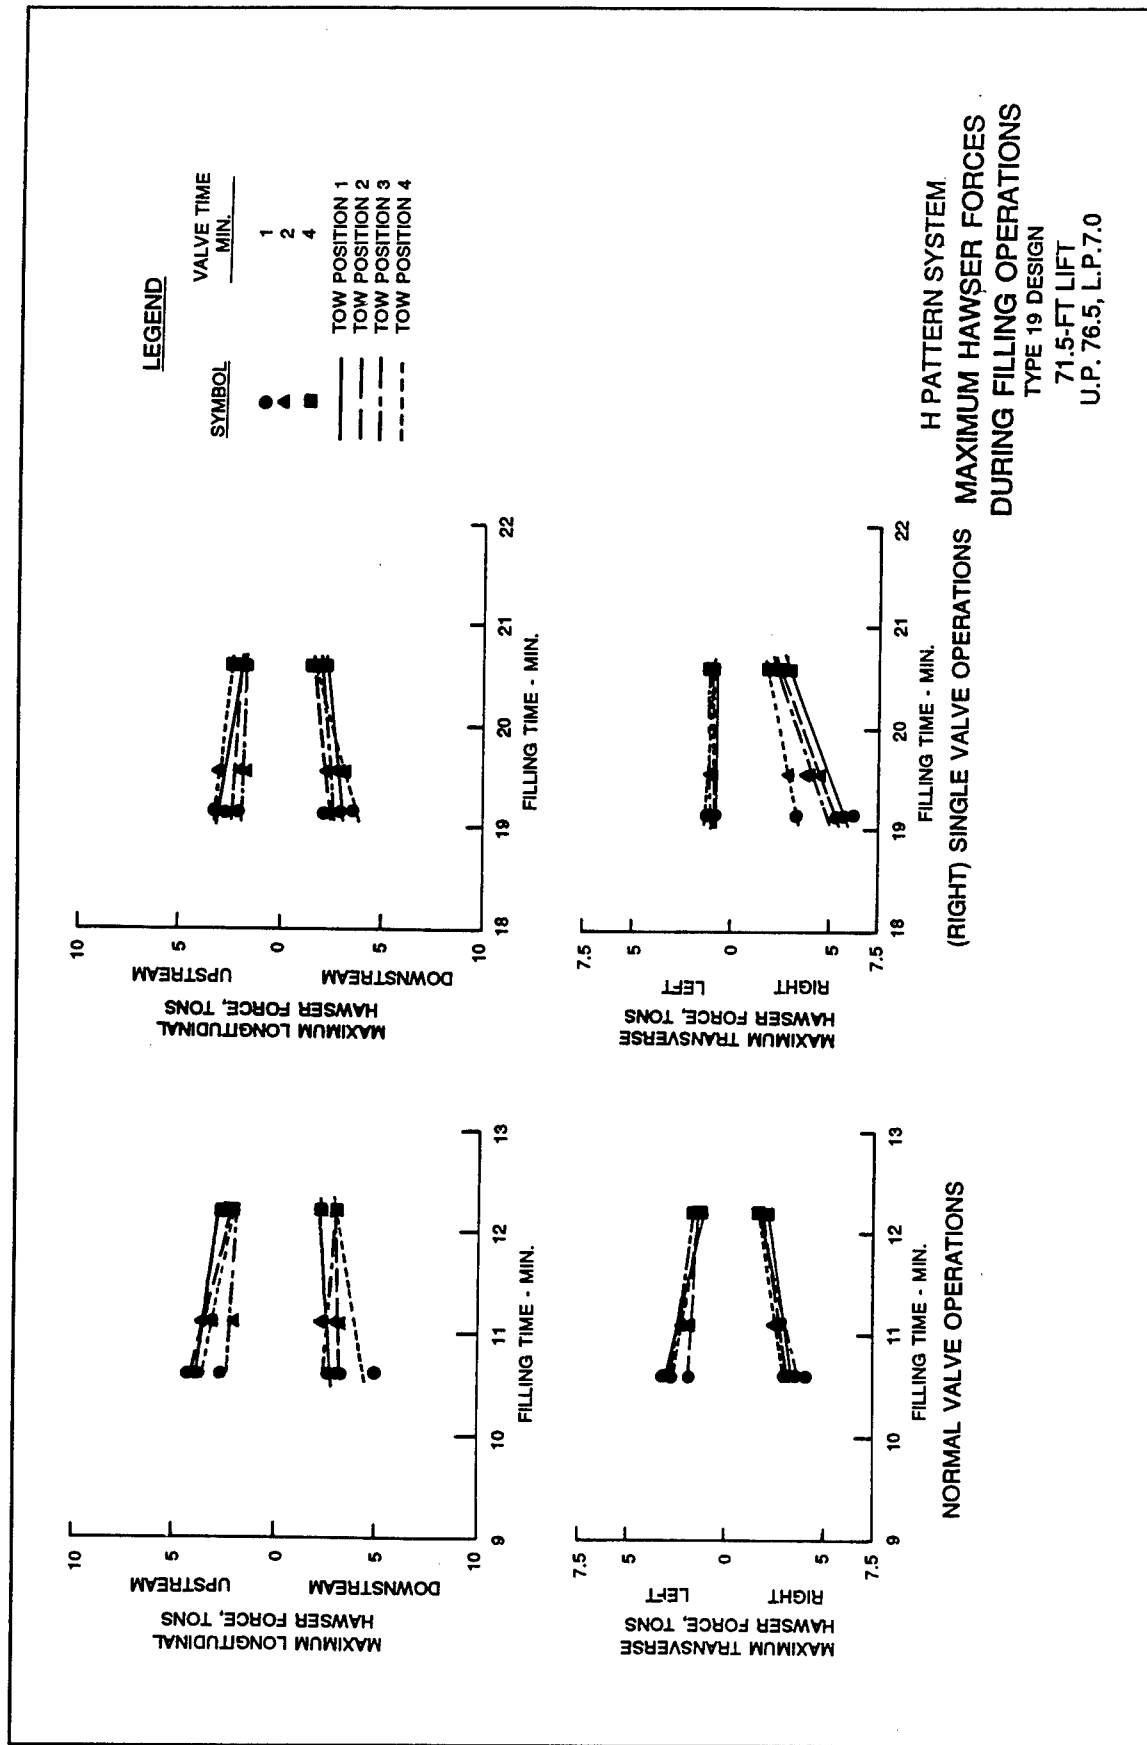 LEGEND
SYMBOL
VALVE TIME
MIN.
1
2
4
TOW POSITION 1
TOW POSITION 2
TOW POSITION 3
TOW POSITION 4
MAXIMUM LONGITUDINAL
HAWSER FORCE, TONS
UPSTREAM
DOWNSTREAM
10
5
0
5
10
9
10
11
12
13
FILLING TIME - MIN.
MAXIMUM LONGITUDINAL
HAWSER FORCE, TONS
UPSTREAM
DOWNSTREAM
10
5
0
5
10
18
19
20
21
22
FILLING TIME - MIN.
MAXIMUM TRANSVERSE
HAWSER FORCE, TONS
LEFT
RIGHT
7.5
5
0
5
7.5
9
10
11
12
13
FILLING TIME - MIN.
NORMAL VALVE OPERATIONS
MAXIMUM TRANSVERSE
HAWSER FORCE, TONS
LEFT
RIGHT
7.5
5
0
5
7.5
18
19
20
21
22
FILLING TIME - MIN.
(RIGHT) SINGLE VALVE OPERATIONS
H PATTERN SYSTEM
MAXIMUM HAWSER FORCES
DURING FILLING OPERATIONS
TYPE 19 DESIGN
71.5-FT LIFT
U.P. 76.5, L.P.7.0